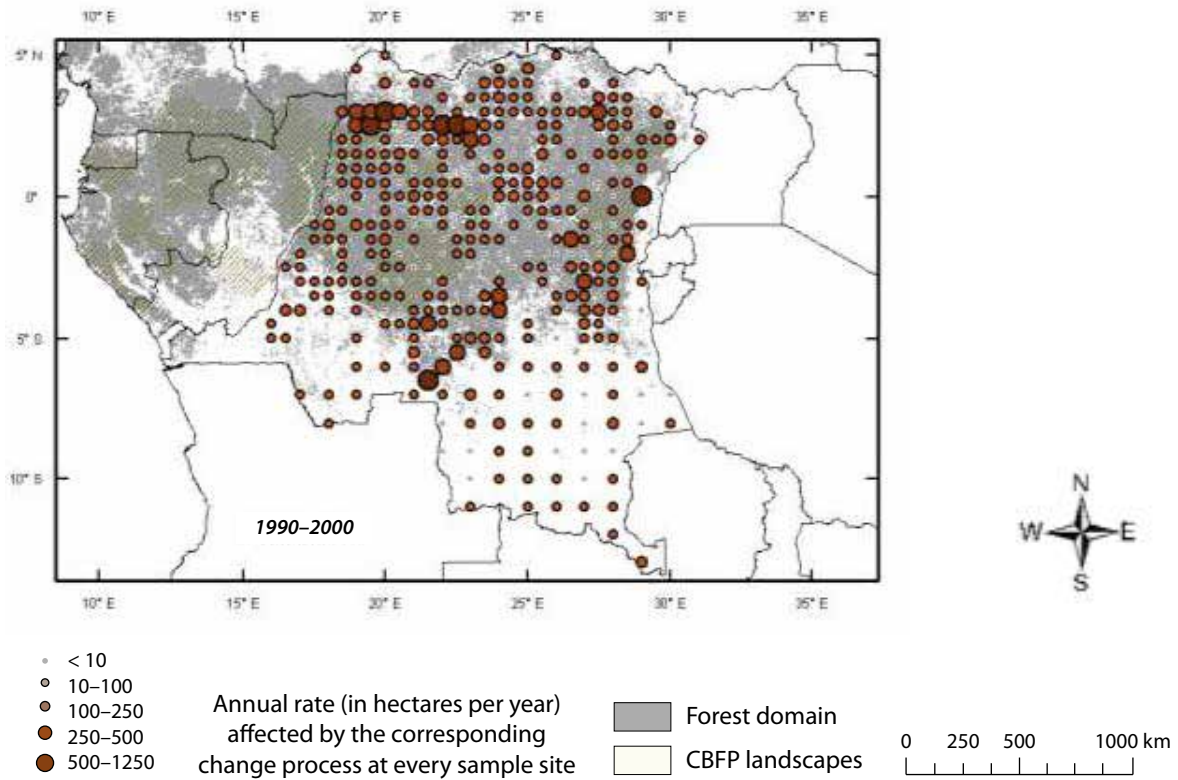 10° E 15° E 20° E 25° E 30° E 35° E
5° N
0°
5° S
10° S
1990–2000
10° E 15° E 20° E 25° E 30° E 35° E
N
W E
S
< 10
10–100
100–250
250–500
500–1250
Annual rate (in hectares per year)
affected by the corresponding
change process at every sample site
Forest domain
CBFP landscapes
0 250 500 1000 km